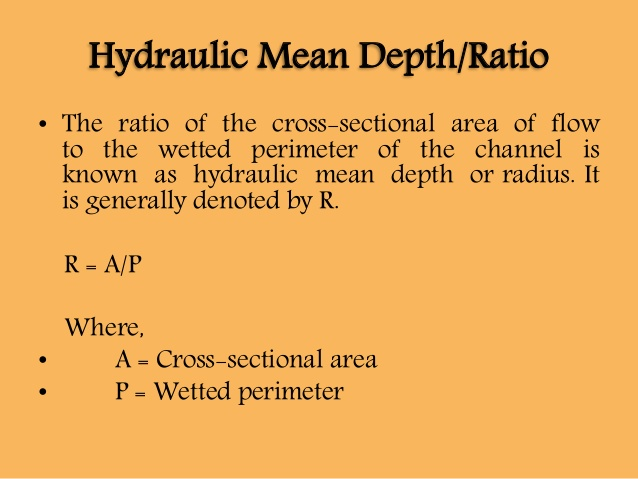 Hydraulic Mean Depth/Ratio
• The ratio of the cross-sectional area of flow
to the wetted perimeter of the channel is
known as hydraulic mean depth or radius. It
is generally denoted by R.
R = A/P
Where,
• A = Cross-sectional area
• P = Wetted perimeter